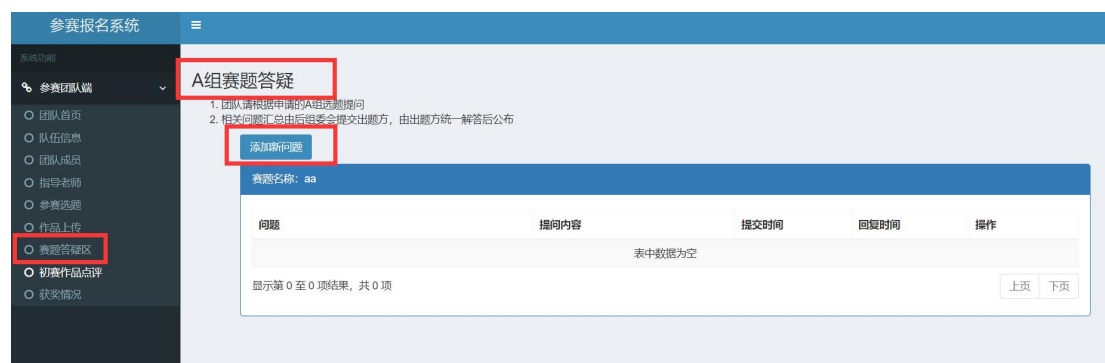 参赛报名系统
系统功能
参赛团队端
团队首页
队伍信息
团队成员
指导老师
参赛选题
作品上传
赛题答疑区
初赛作品点评
获奖情况
A组赛题答疑
1. 团队请根据申请的A组选题提问
2. 相关问题汇总由后组委会提交出题方，由出题方统一解答后公布
添加新问题
赛题名称：aa
问题 提问内容 提交时间 回复时间 操作
表中数据为空
显示第 0 至 0 项结果，共 0 项
上页 下页